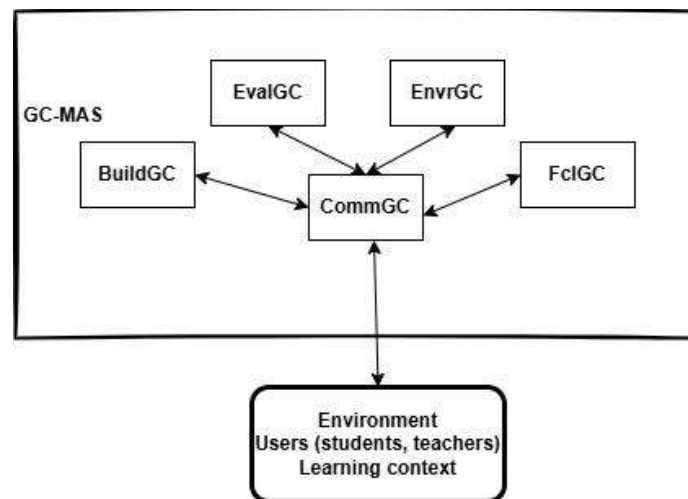 EvalGC
EnvrGC
GC-MAS
BuildGC
FclGC
CommGC
Environment
Users (students, teachers)
Learning context